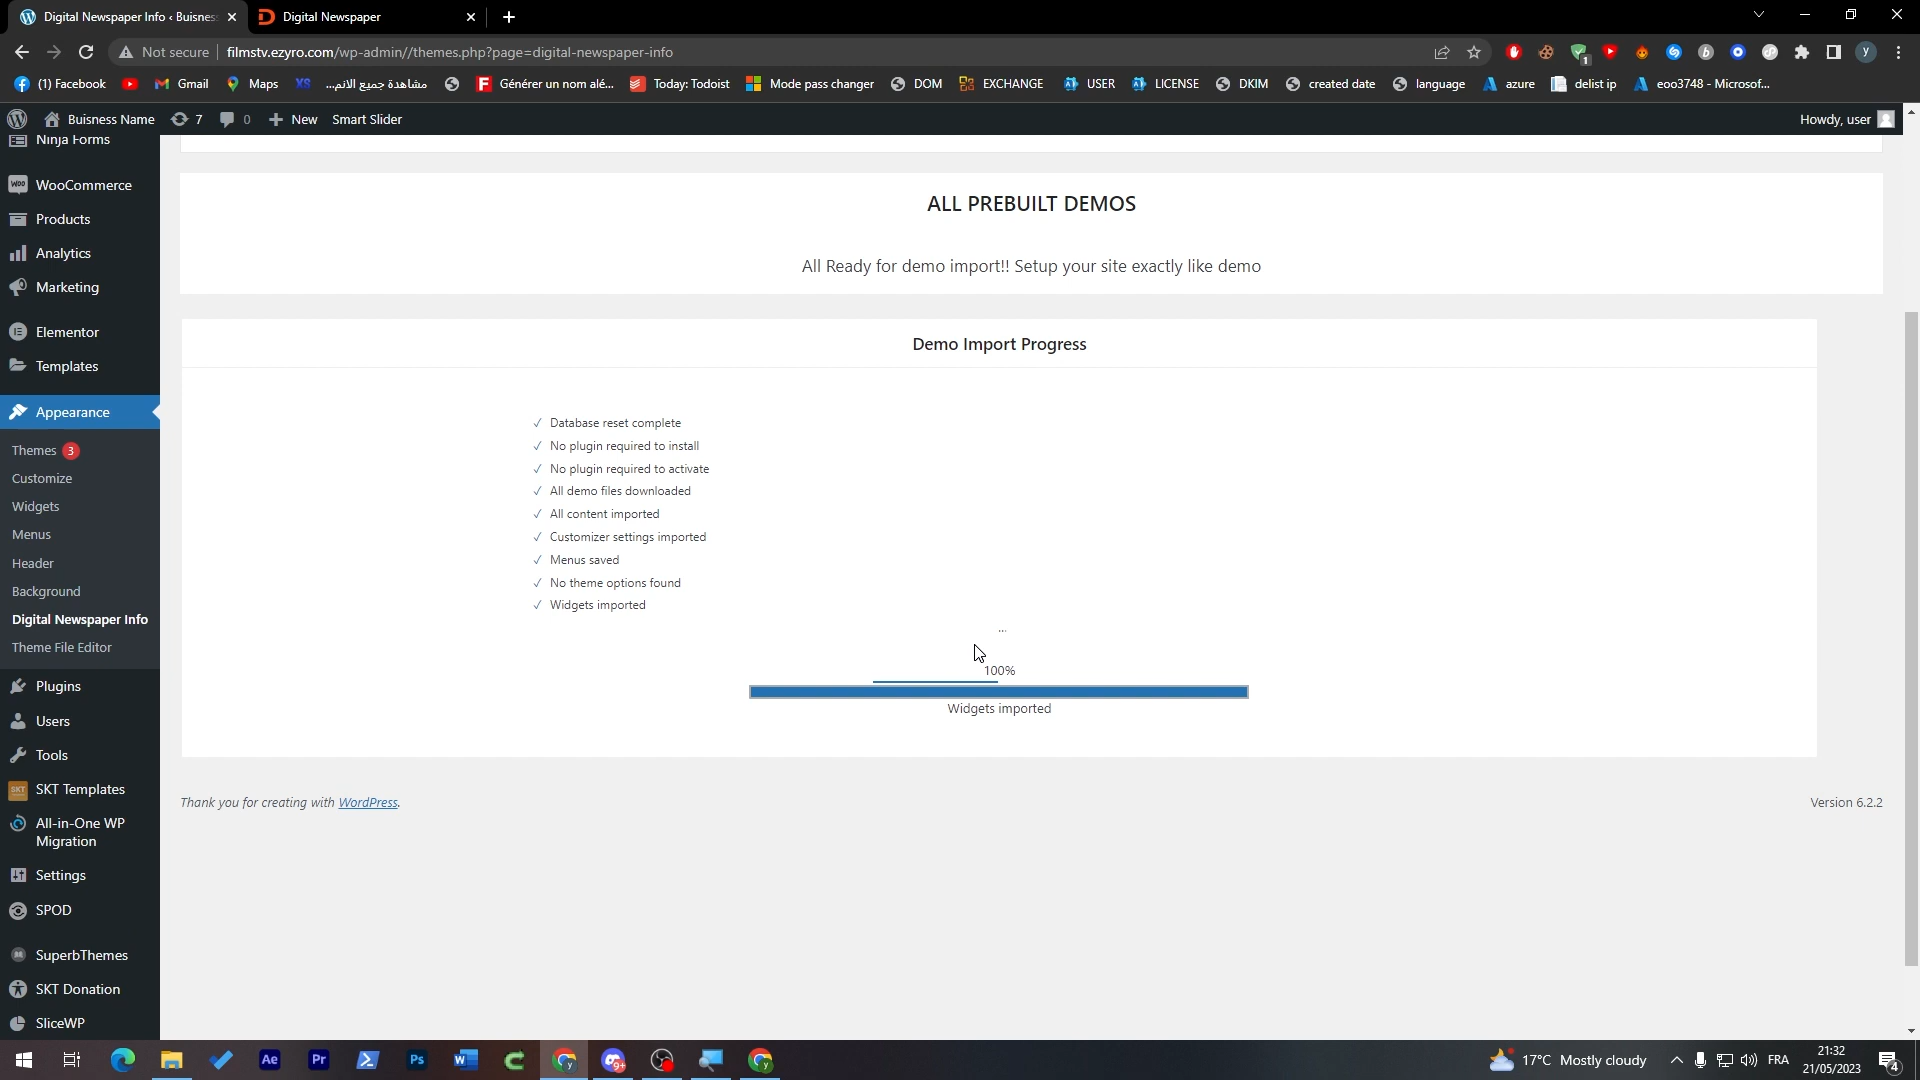 Digital Newspaper Info ‹ Buisness
Digital Newspaper
Not secure
filmstv.ezyro.com/wp-admin//themes.php?page=digital-newspaper-info
1
(1) Facebook
Gmail
Maps
مشاهدة جميع الانم...
Générer un nom alé...
Today: Todoist
Mode pass changer
DOM
EXCHANGE
USER
LICENSE
DKIM
created date
language
azure
delist ip
eoo3748 - Microsof...
Buisness Name
7
0
New
Smart Slider
Howdy, user
Ninja Forms
WooCommerce
Products
Analytics
Marketing
Elementor
Templates
Appearance
Themes 3
Customize
Widgets
Menus
Header
Background
Digital Newspaper Info
Theme File Editor
Plugins
Users
Tools
SKT Templates
All-in-One WP
Migration
Settings
SPOD
SuperbThemes
SKT Donation
SliceWP
ALL PREBUILT DEMOS
All Ready for demo import!! Setup your site exactly like demo
Demo Import Progress
✓ Database reset complete
✓ No plugin required to install
✓ No plugin required to activate
✓ All demo files downloaded
✓ All content imported
✓ Customizer settings imported
✓ Menus saved
✓ No theme options found
✓ Widgets imported
...
100%
Widgets imported
Thank you for creating with WordPress.
Version 6.2.2
Ae
Pr
Ps
17°C Mostly cloudy
FRA
21:32
21/05/2023
4